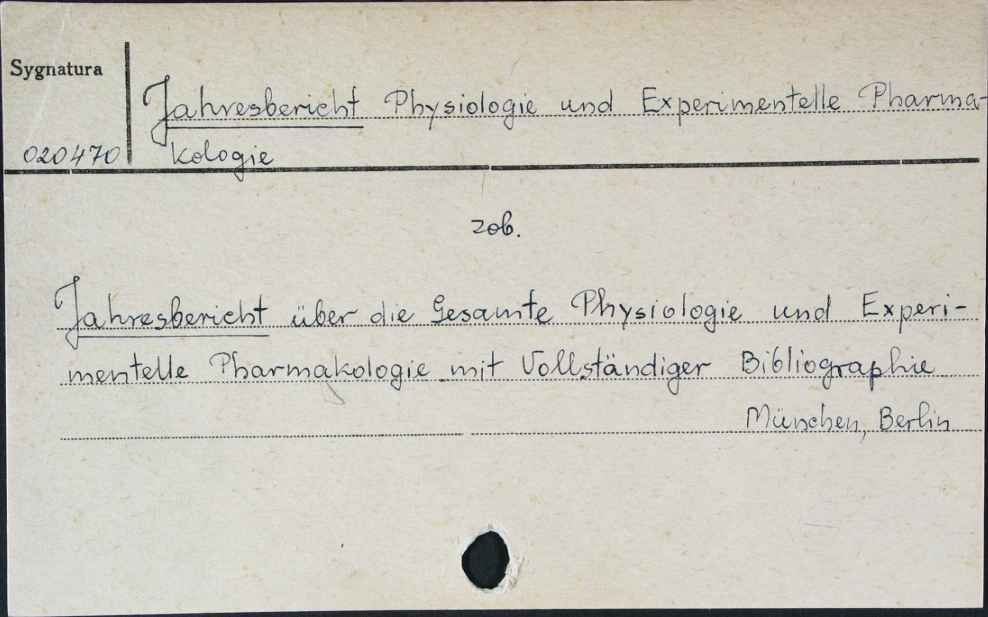 Sygnatura
Jahresbericht Physiologie und Experimentelle Pharma-
020470 kologie
zob.
Jahresbericht über die Gesamte Physiologie und Experi-
mentelle Pharmakologie mit Vollständiger Bibliographie
München, Berlin